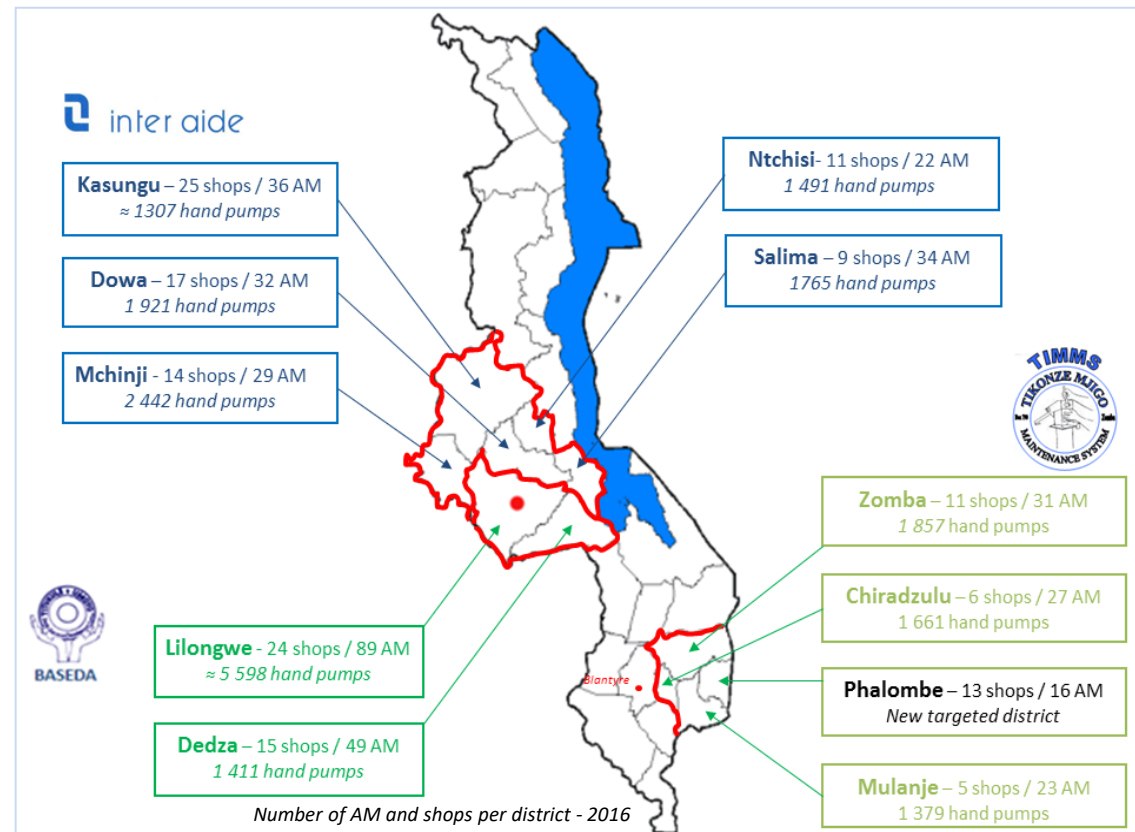 inter aide
Kasungu – 25 shops / 36 AM
≈ 1307 hand pumps
Dowa – 17 shops / 32 AM
1 921 hand pumps
Mchinji - 14 shops / 29 AM
2 442 hand pumps
Ntchisi- 11 shops / 22 AM
1 491 hand pumps
Salima – 9 shops / 34 AM
1765 hand pumps
TIMMS
TIKONZE MJIGO
MAINTENANCE SYSTEM
Zomba – 11 shops / 31 AM
1 857 hand pumps
Chiradzulu – 6 shops / 27 AM
1 661 hand pumps
Blantyre
Phalombe – 13 shops / 16 AM
New targeted district
Mulanje – 5 shops / 23 AM
1 379 hand pumps
BASEDA
Lilongwe - 24 shops / 89 AM
≈ 5 598 hand pumps
Dedza – 15 shops / 49 AM
1 411 hand pumps
Number of AM and shops per district - 2016